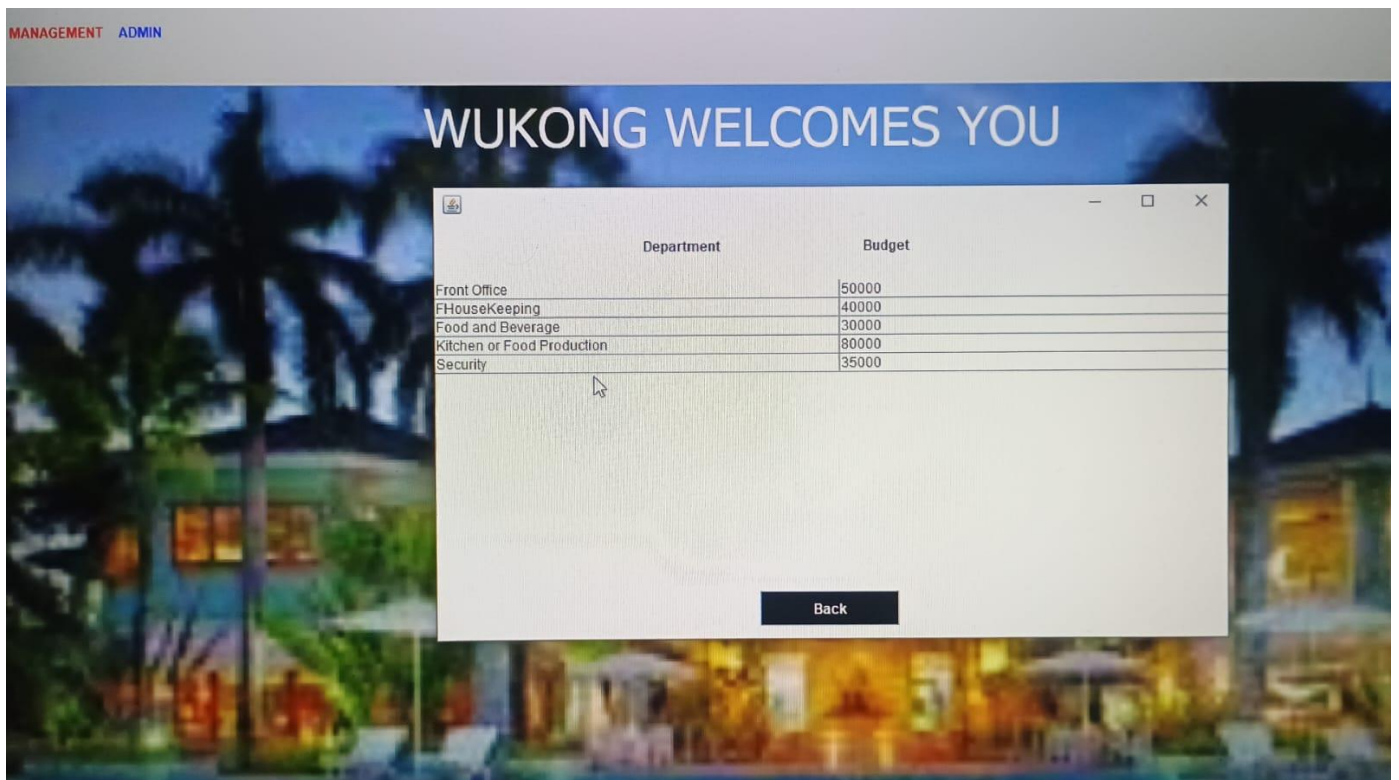 MANAGEMENT ADMIN
WUKONG WELCOMES YOU
Department Budget
Front Office 50000
FHouseKeeping 40000
Food and Beverage 30000
Kitchen or Food Production 80000
Security 35000
Back